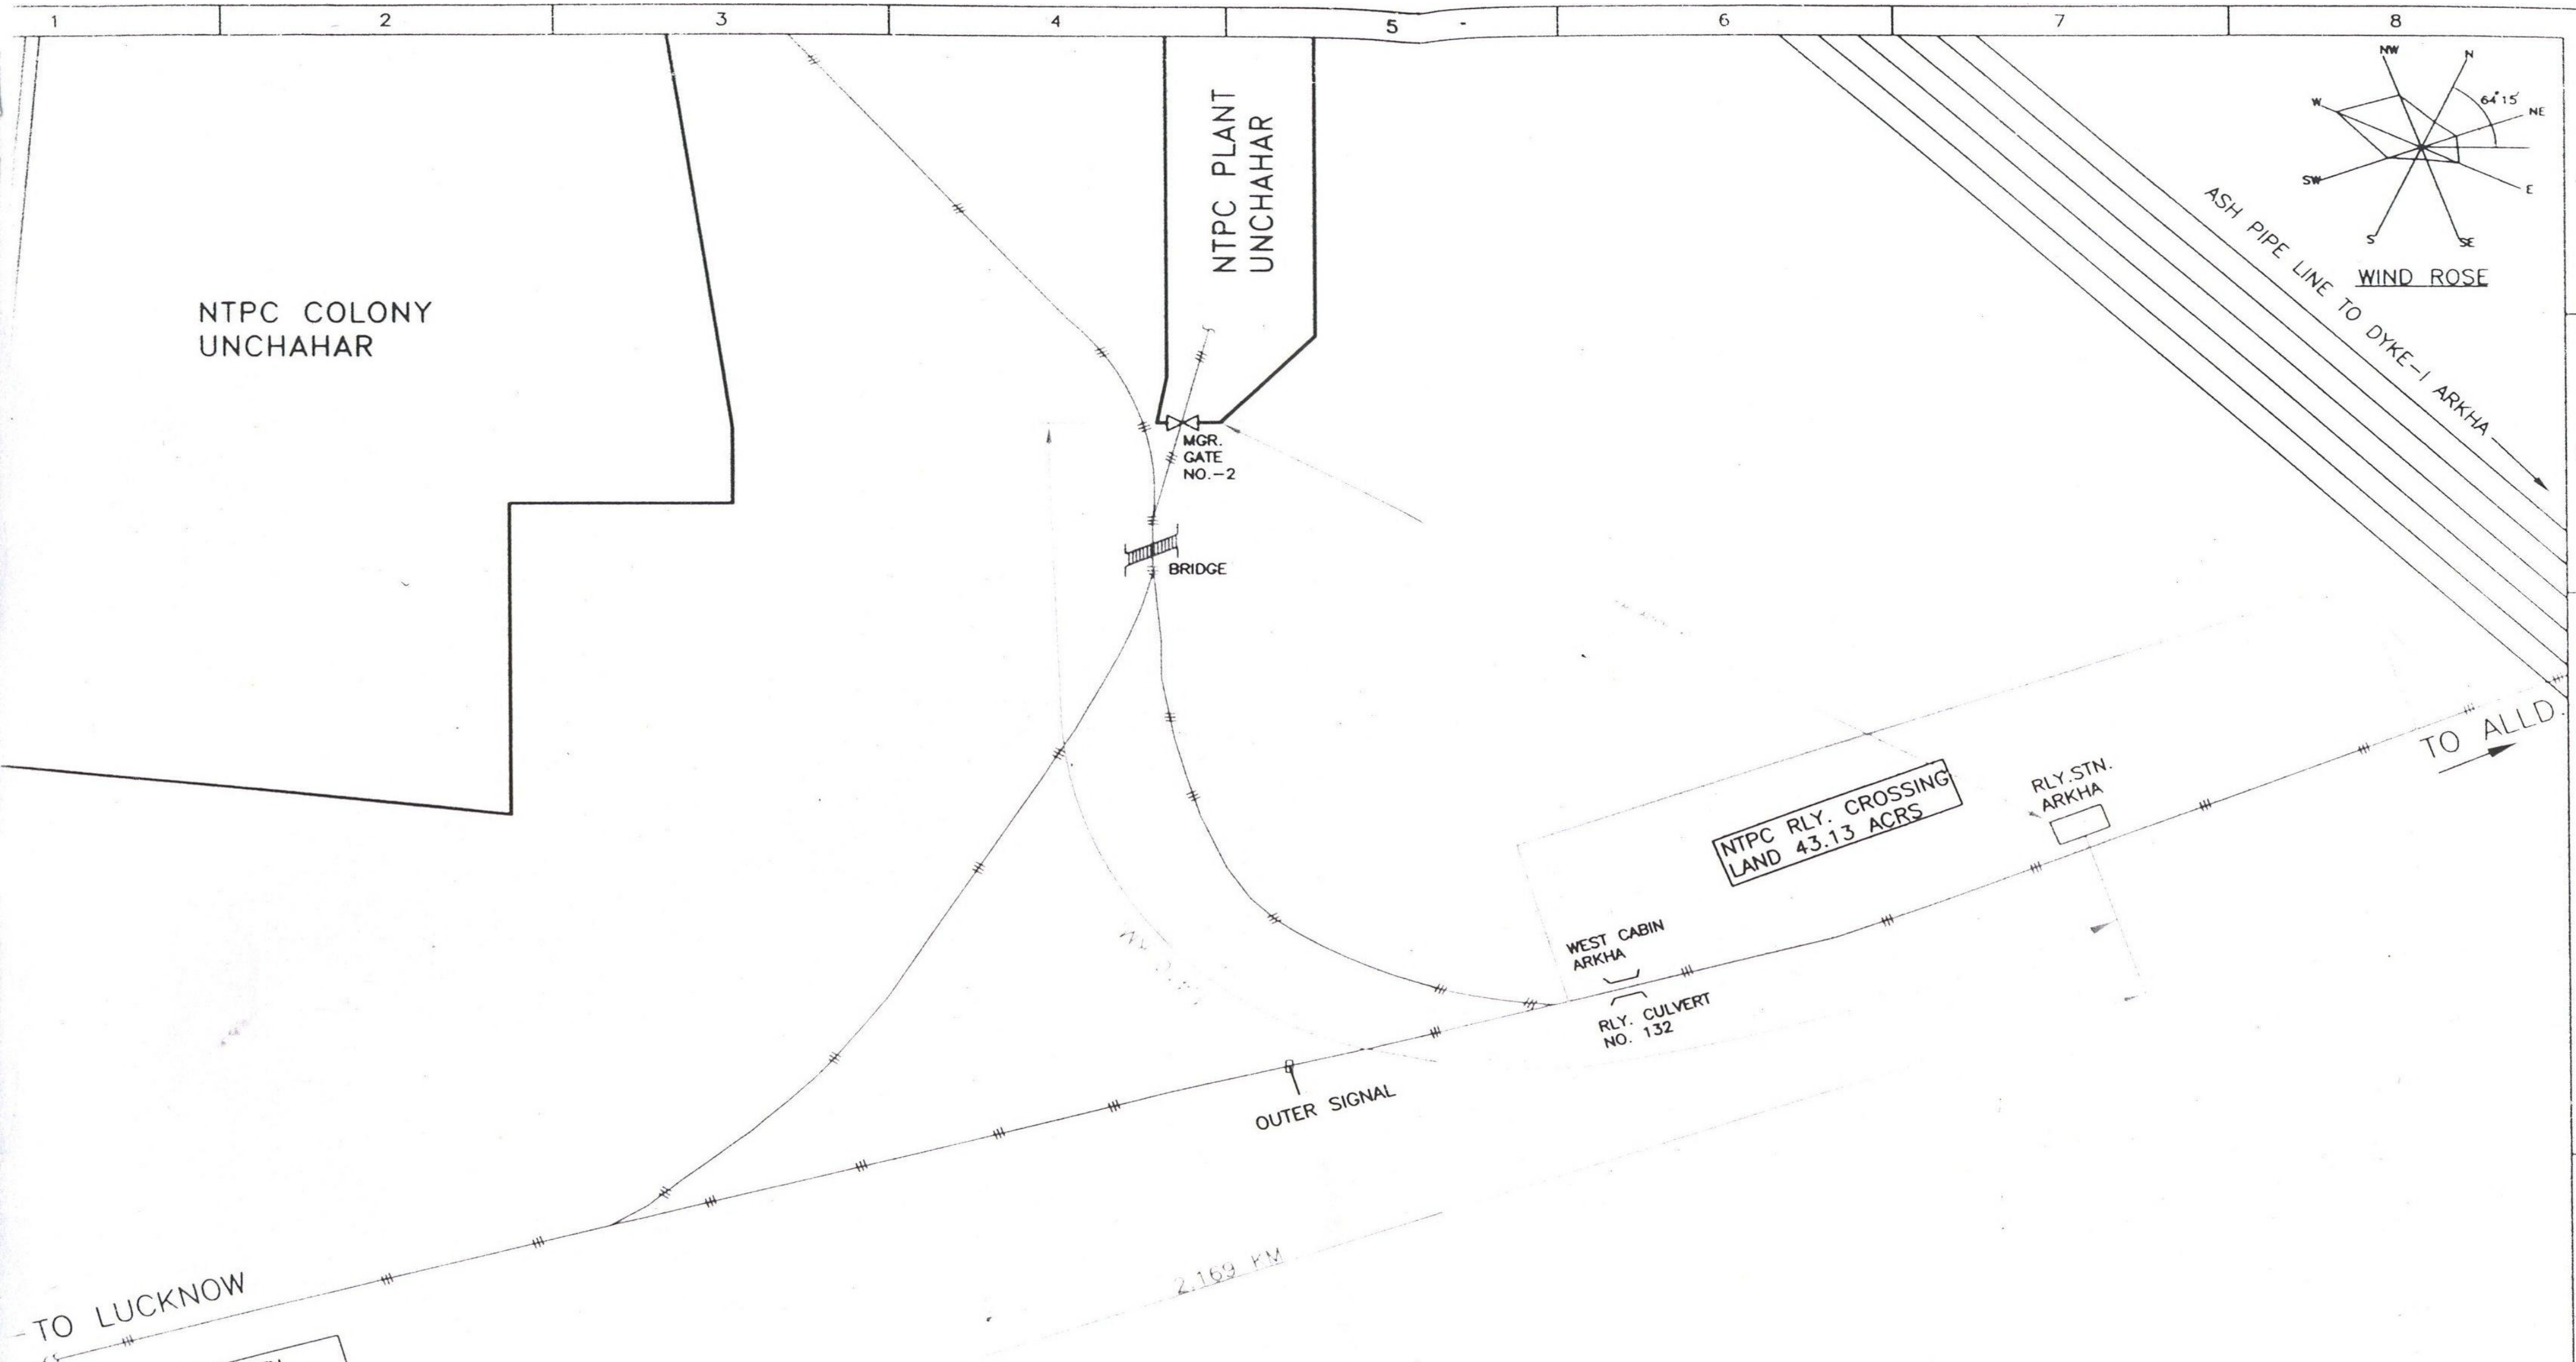 1 2 3 4 5 6 7 8
NW
N
W
64°15'
NE
SW
E
S
SE
WIND ROSE
NTPC PLANT
UNCHAHAR
NTPC COLONY
UNCHAHAR
ASH PIPE LINE TO DYKE-1 ARKHA
MGR.
GATE
NO.-2
BRIDGE
TO ALLD.
RLY.STN.
ARKHA
NTPC RLY. CROSSING
LAND 43.13 ACRS
WEST CABIN
ARKHA
RLY. CULVERT
NO. 132
OUTER SIGNAL
2.169 KM
TO LUCKNOW